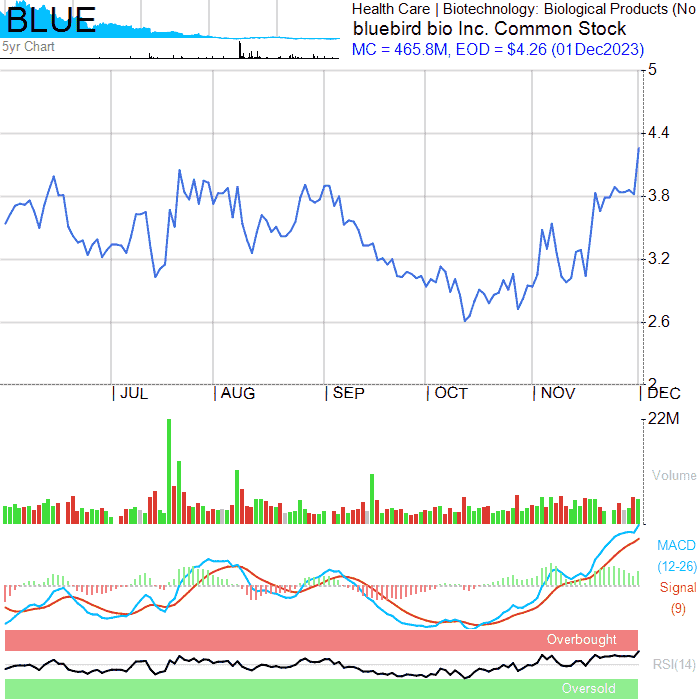 BLUE
5yr Chart
Health Card | Biotechnology: Biological Products (No
bluebird bio Inc. Common Stock
MC = 465.8M, EOD = $4.26 (01Dec2023)
5
4.4
3.8
3.2
2.6
2
JUL AUG SEP OCT NOV DEC
22M
Volume
MACD
(12-26)
Signal
(9)
Overbought
RSI(14)
Oversold